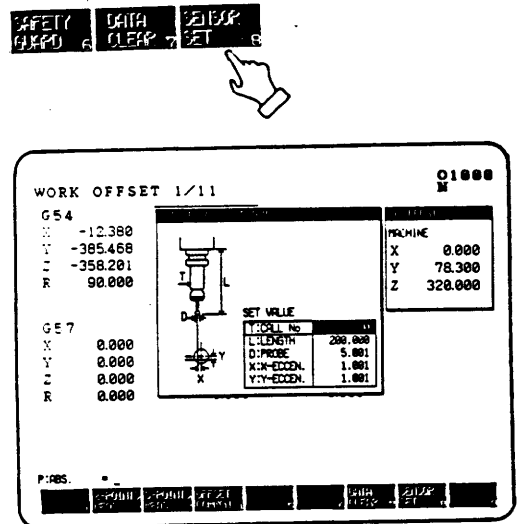 SAFETY GUARD 6
DATA CLEAR 7
SENSOR SET 8
O1000
M
WORK OFFSET 1/11
G54
X -12.380
Y -385.468
Z -358.201
R 90.000
G57
X 0.000
Y 0.000
Z 0.000
R 0.000
T
L
D
Y
X
SET VALUE
T:CALL No 0
L:LENGTH 200.000
D:PROBE 5.001
X:X-ECCEN. 1.001
Y:Y-ECCEN. 1.001
MACHINE
X 0.000
Y 78.300
Z 320.000
P:ABS. * _
DATA CLEAR
SENSOR SET